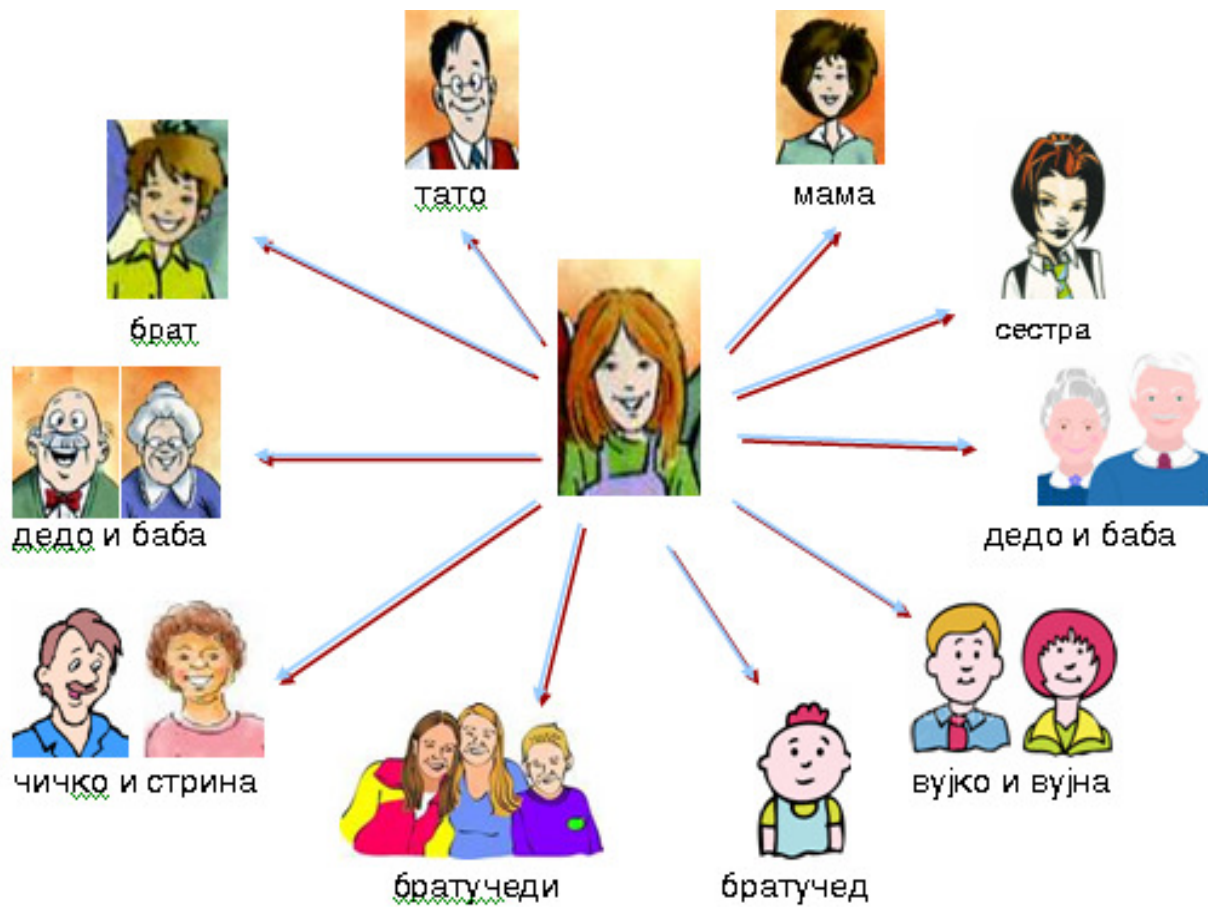 тато
мама
брат
сестра
дедо и баба
дедо и баба
чичко и стрина
вујко и вујна
братучеди
братучед